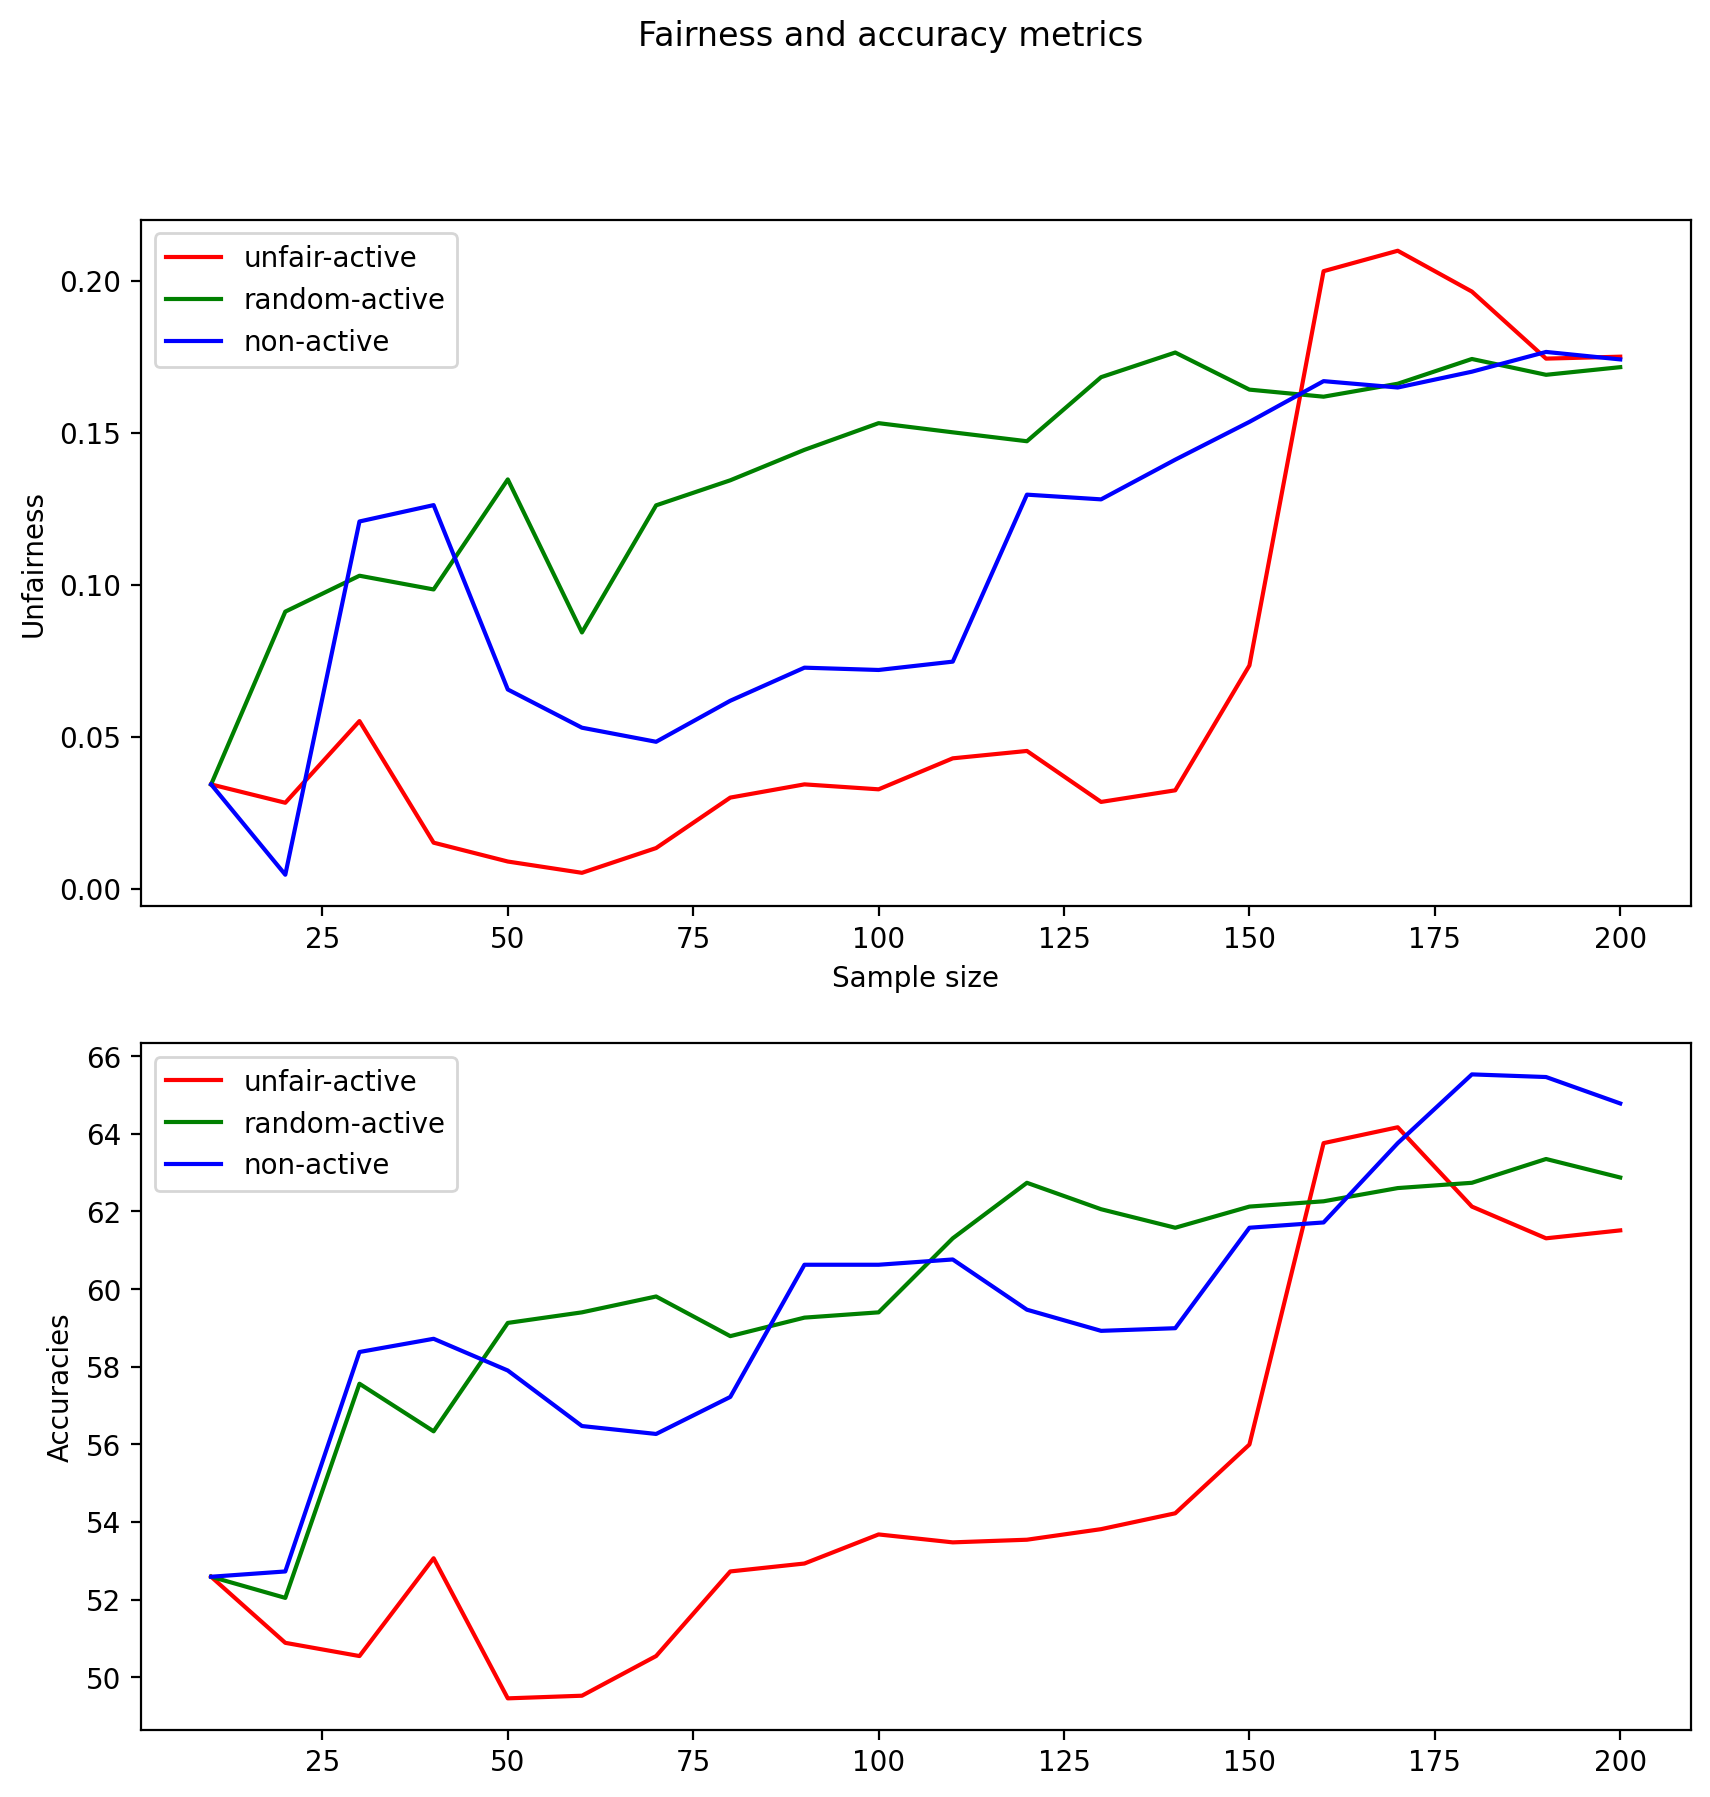 Fairness and accuracy metrics
unfair-active
random-active
non-active
0.20
0.15
0.10
0.05
0.00
Unfairness
25 50 75 100 125 150 175 200
Sample size
unfair-active
random-active
non-active
66
64
62
60
58
56
54
52
50
Accuracies
25 50 75 100 125 150 175 200